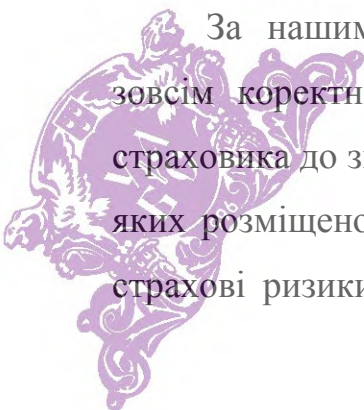 За нашим
зовсім коректн
страховика до з
яких розміщено
страхові ризики